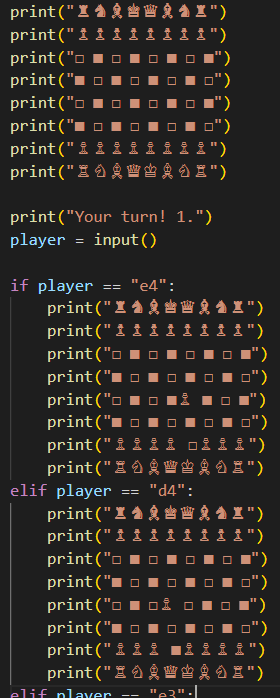 print("♜♞♝♚♛♝♞♜")
print("♙♙♙♙♙♙♙♙")
print("□ ■ □ ■ □ ■ □ ■")
print("■ □ ■ □ ■ □ ■ □")
print("□ ■ □ ■ □ ■ □ ■")
print("■ □ ■ □ ■ □ ■ □")
print("♙♙♙♙♙♙♙♙")
print("♖♘♗♕♔♗♘♖")
print("Your turn! 1.")
player = input()
if player == "e4":
print("♜♞♝♚♛♝♞♜")
print("♙♙♙♙♙♙♙♙")
print("□ ■ □ ■ □ ■ □ ■")
print("■ □ ■ □ ■ □ ■ □")
print("□ ■ □ ■♙ ■ □ ■")
print("■ □ ■ □ ■ □ ■ □")
print("♙♙♙♙ □♙♙♙")
print("♖♘♗♕♔♗♘♖")
elif player == "d4":
print("♜♞♝♚♛♝♞♜")
print("♙♙♙♙♙♙♙♙")
print("□ ■ □ ■ □ ■ □ ■")
print("■ □ ■ □ ■ □ ■ □")
print("□ ■ □♙ □ ■ □ ■")
print("■ □ ■ □ ■ □ ■ □")
print("♙♙♙ ■♙♙♙♙")
print("♖♘♗♕♔♗♘♖")
elif player == "e3":